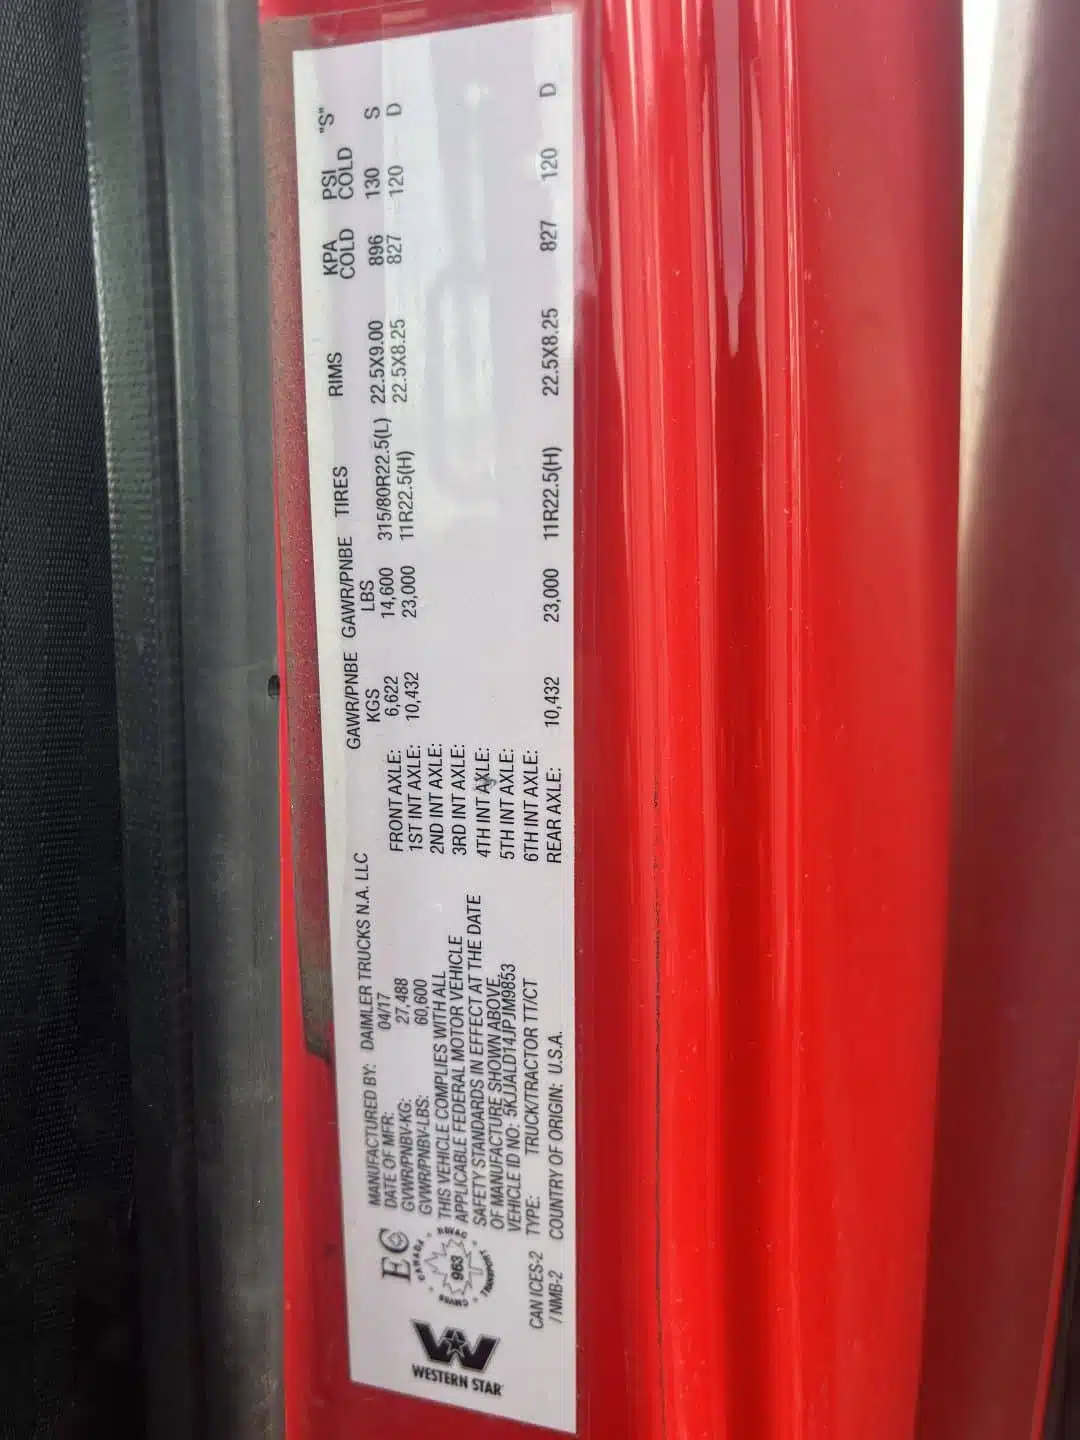 WESTERN STAR
EC
CANADA
963
TRANSPORT
CAN ICES-2
/ NMB-2
MANUFACTURED BY: DAIMLER TRUCKS N.A. LLC
DATE OF MFR: 04/17
GVWR/PNBV-KG: 27,488
GVWR/PNBV-LBS: 60,600
THIS VEHICLE COMPLIES WITH ALL
APPLICABLE FEDERAL MOTOR VEHICLE
SAFETY STANDARDS IN EFFECT AT THE DATE
OF MANUFACTURE SHOWN ABOVE.
VEHICLE ID NO: 5KJJALD14JPJM9853
TYPE: TRUCK/TRACTOR TT/CT
COUNTRY OF ORIGIN: U.S.A.
GAWR/PNBE GAWR/PNBE TIRES RIMS KPA PSI "S"
KGS LBS COLD COLD
FRONT AXLE: 6,622 14,600 315/80R22.5(L) 22.5X9.00 896 130 S
1ST INT AXLE: 10,432 23,000 11R22.5(H) 22.5X8.25 827 120 D
2ND INT AXLE:
3RD INT AXLE:
4TH INT AXLE:
5TH INT AXLE:
6TH INT AXLE:
REAR AXLE: 10,432 23,000 11R22.5(H) 22.5X8.25 827 120 D